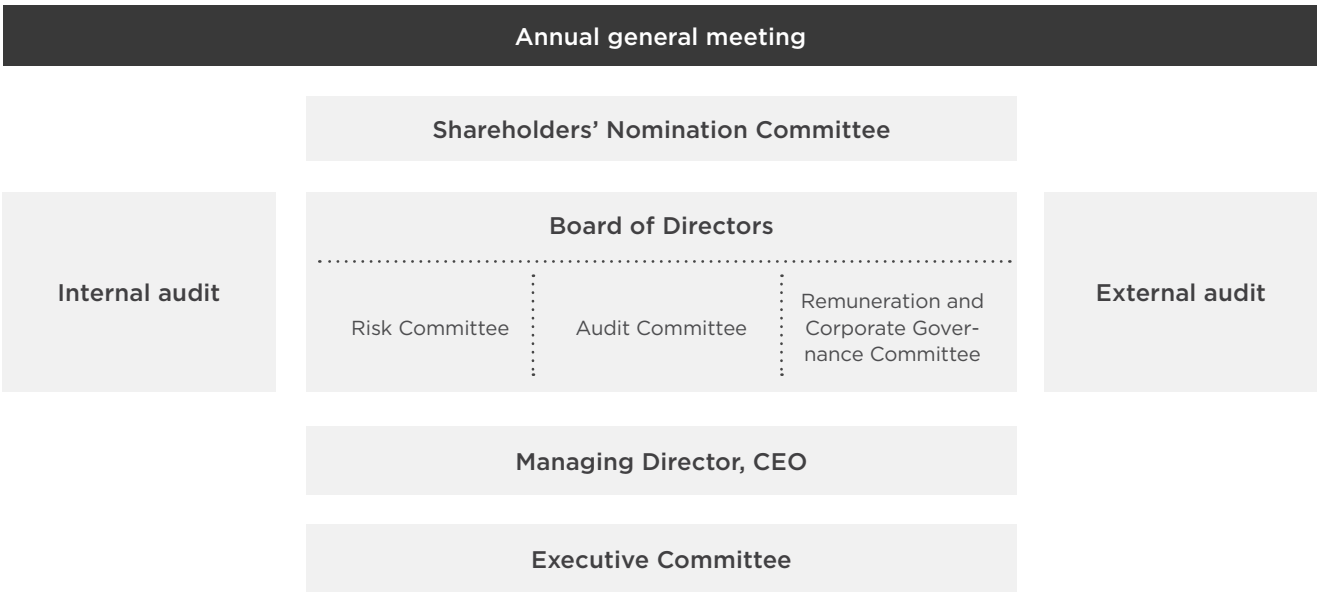 Annual general meeting
Shareholders’ Nomination Committee
Internal audit
Board of Directors
Risk Committee
Audit Committee
Remuneration and
Corporate Gover-
nance Committee
External audit
Managing Director, CEO
Executive Committee